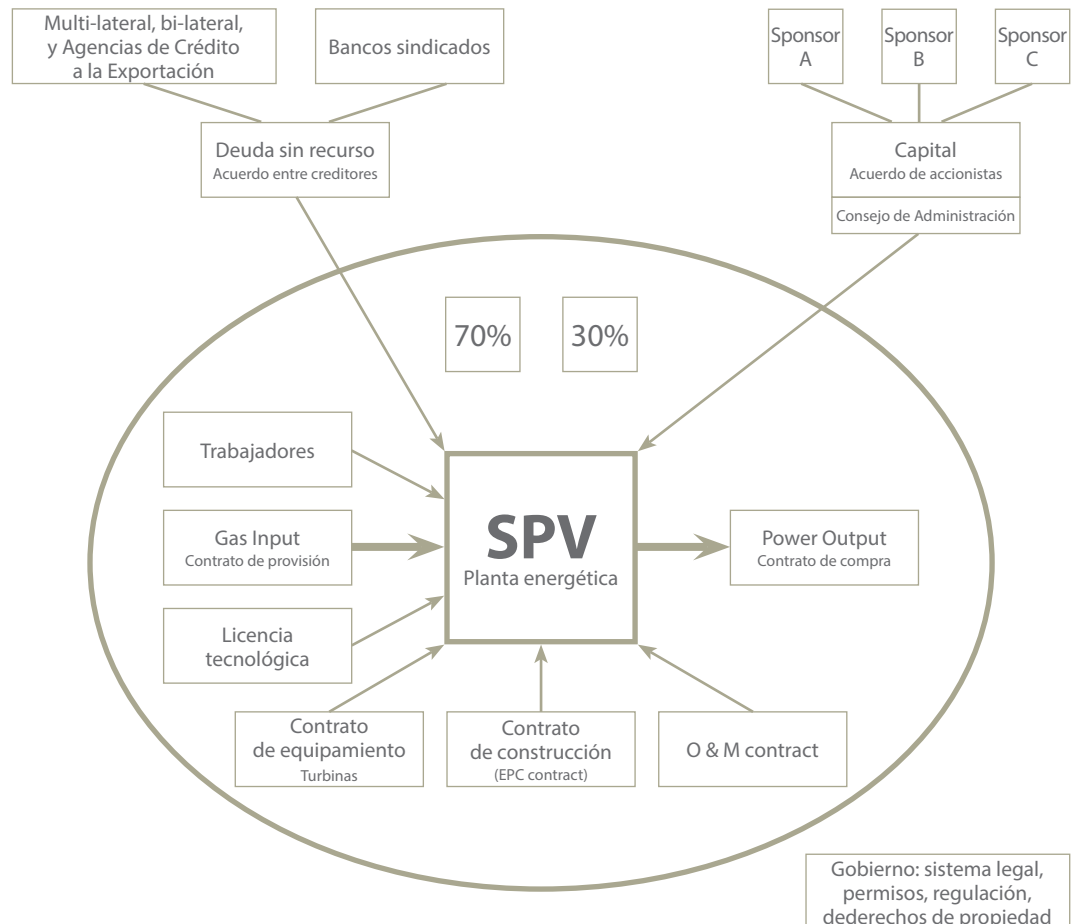 Multi-lateral, bi-lateral,
y Agencias de Crédito
a la Exportación
Bancos sindicados
Sponsor
A
Sponsor
B
Sponsor
C
Deuda sin recurso
Acuerdo entre creditores
Capital
Acuerdo de accionistas
Consejo de Administración
70%
30%
Trabajadores
Gas Input
Contrato de provisión
Licencia
tecnológica
SPV
Planta energética
Power Output
Contrato de compra
Contrato
de equipamiento
Turbinas
Contrato
de construcción
(EPC contract)
O & M contract
Gobierno: sistema legal,
permisos, regulación,
dederechos de propiedad